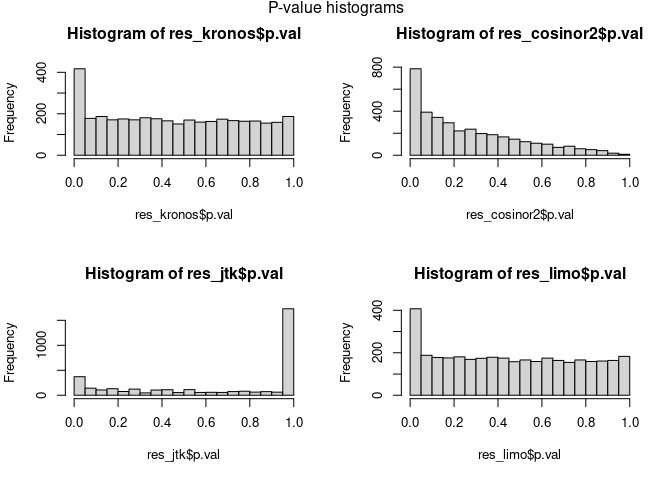 P-value histograms
Histogram of res_kronos$p.val
Frequency
0 200 400
0.0 0.2 0.4 0.6 0.8 1.0
res_kronos$p.val
Histogram of res_cosinor2$p.val
Frequency
0 400 800
0.0 0.2 0.4 0.6 0.8 1.0
res_cosinor2$p.val
Histogram of res_jtk$p.val
Frequency
0 1000
0.0 0.2 0.4 0.6 0.8 1.0
res_jtk$p.val
Histogram of res_limo$p.val
Frequency
0 200 400
0.0 0.2 0.4 0.6 0.8 1.0
res_limo$p.val